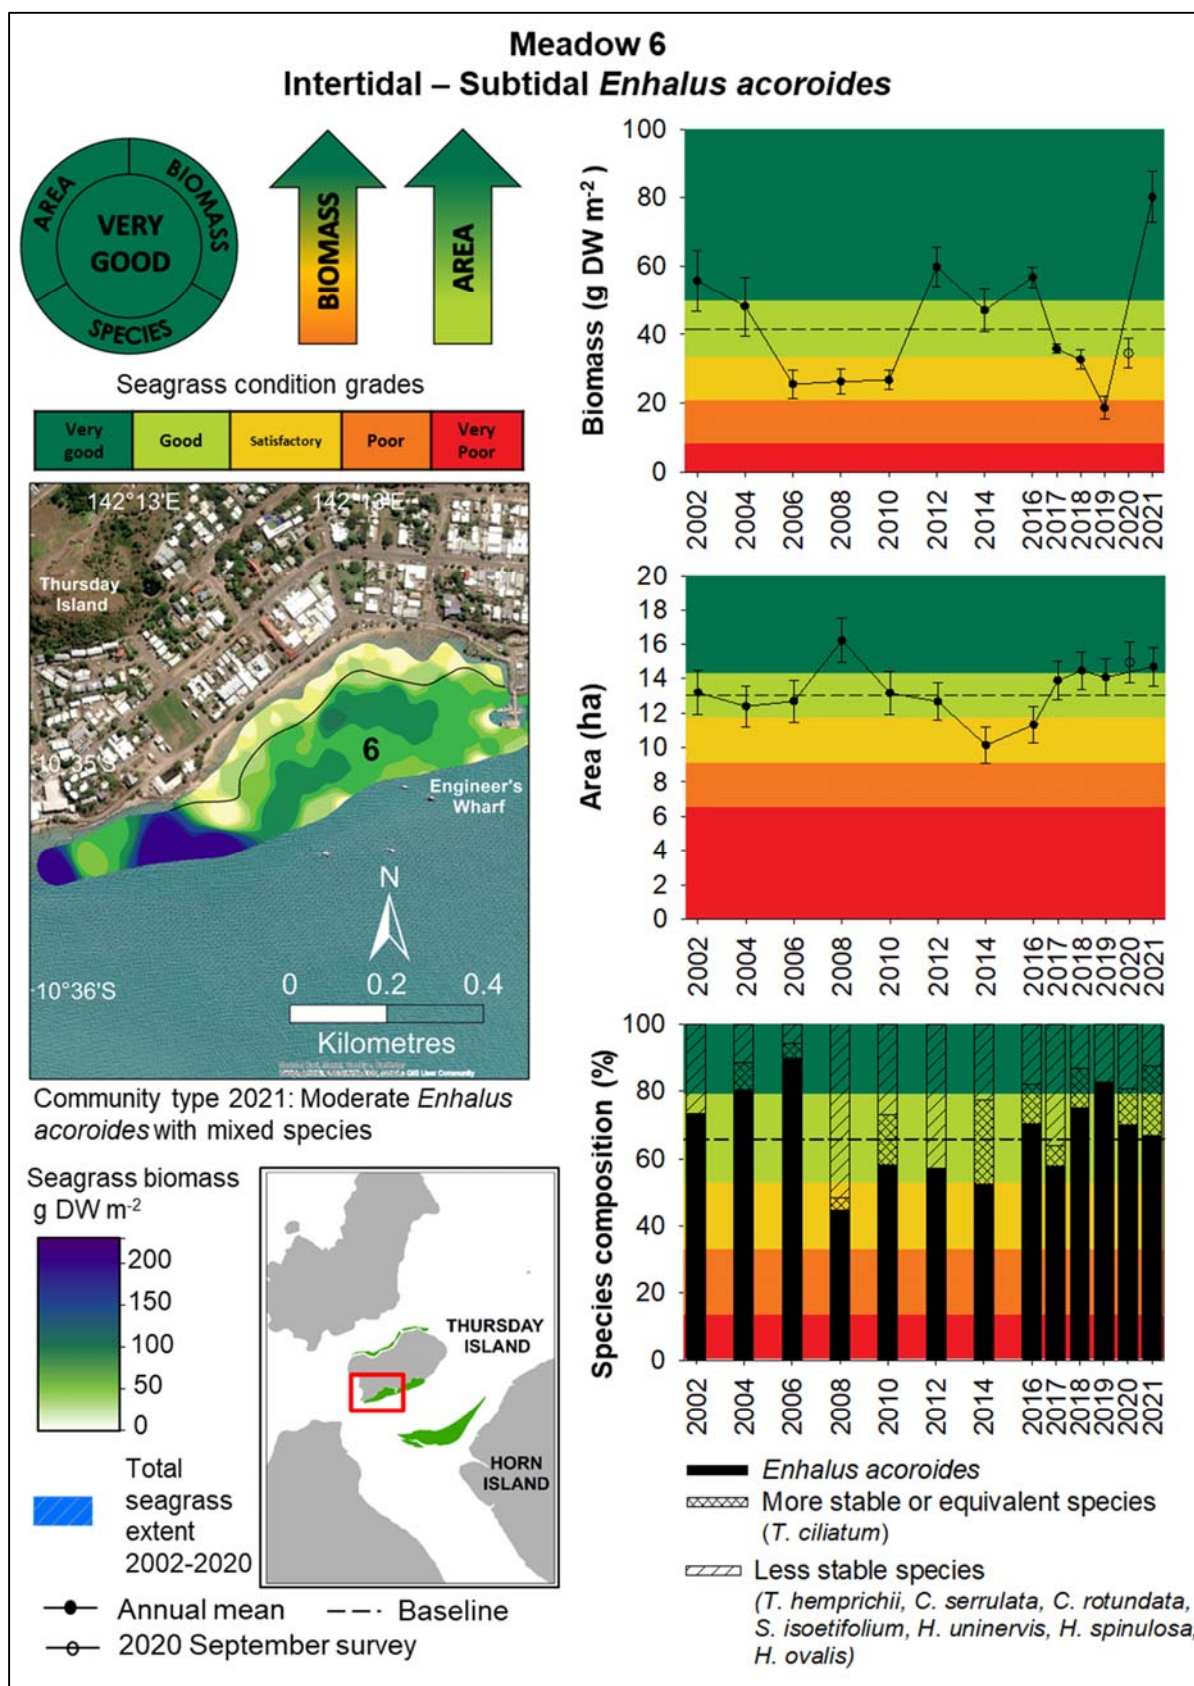 Meadow 6
Intertidal – Subtidal Enhalus acoroides
AREA
BIOMASS
SPECIES
VERY
GOOD
BIOMASS
AREA
Seagrass condition grades
Very
good
Good
Satisfactory
Poor
Very
Poor
142°13'E
142°13'E
Thursday
Island
10°35'S
6
Engineer's
Wharf
N
0 0.2 0.4
Kilometres
10°36'S
GIS User Community
Community type 2021: Moderate Enhalus
acoroides with mixed species
Seagrass biomass
g DW m-2
200
150
100
50
0
Total
seagrass
extent
2002-2020
THURSDAY
ISLAND
HORN
ISLAND
Annual mean
Baseline
2020 September survey
Biomass (g DW m-2)
100
80
60
40
20
0
2002
2004
2006
2008
2010
2012
2014
2016
2017
2018
2019
2020
2021
Area (ha)
20
18
16
14
12
10
8
6
4
2
0
2002
2004
2006
2008
2010
2012
2014
2016
2017
2018
2019
2020
2021
Species composition (%)
100
80
60
40
20
0
2002
2004
2006
2008
2010
2012
2014
2016
2017
2018
2019
2020
2021
Enhalus acoroides
More stable or equivalent species
(T. ciliatum)
Less stable species
(T. hemprichii, C. serrulata, C. rotundata,
S. isoetifolium, H. uninervis, H. spinulosa,
H. ovalis)